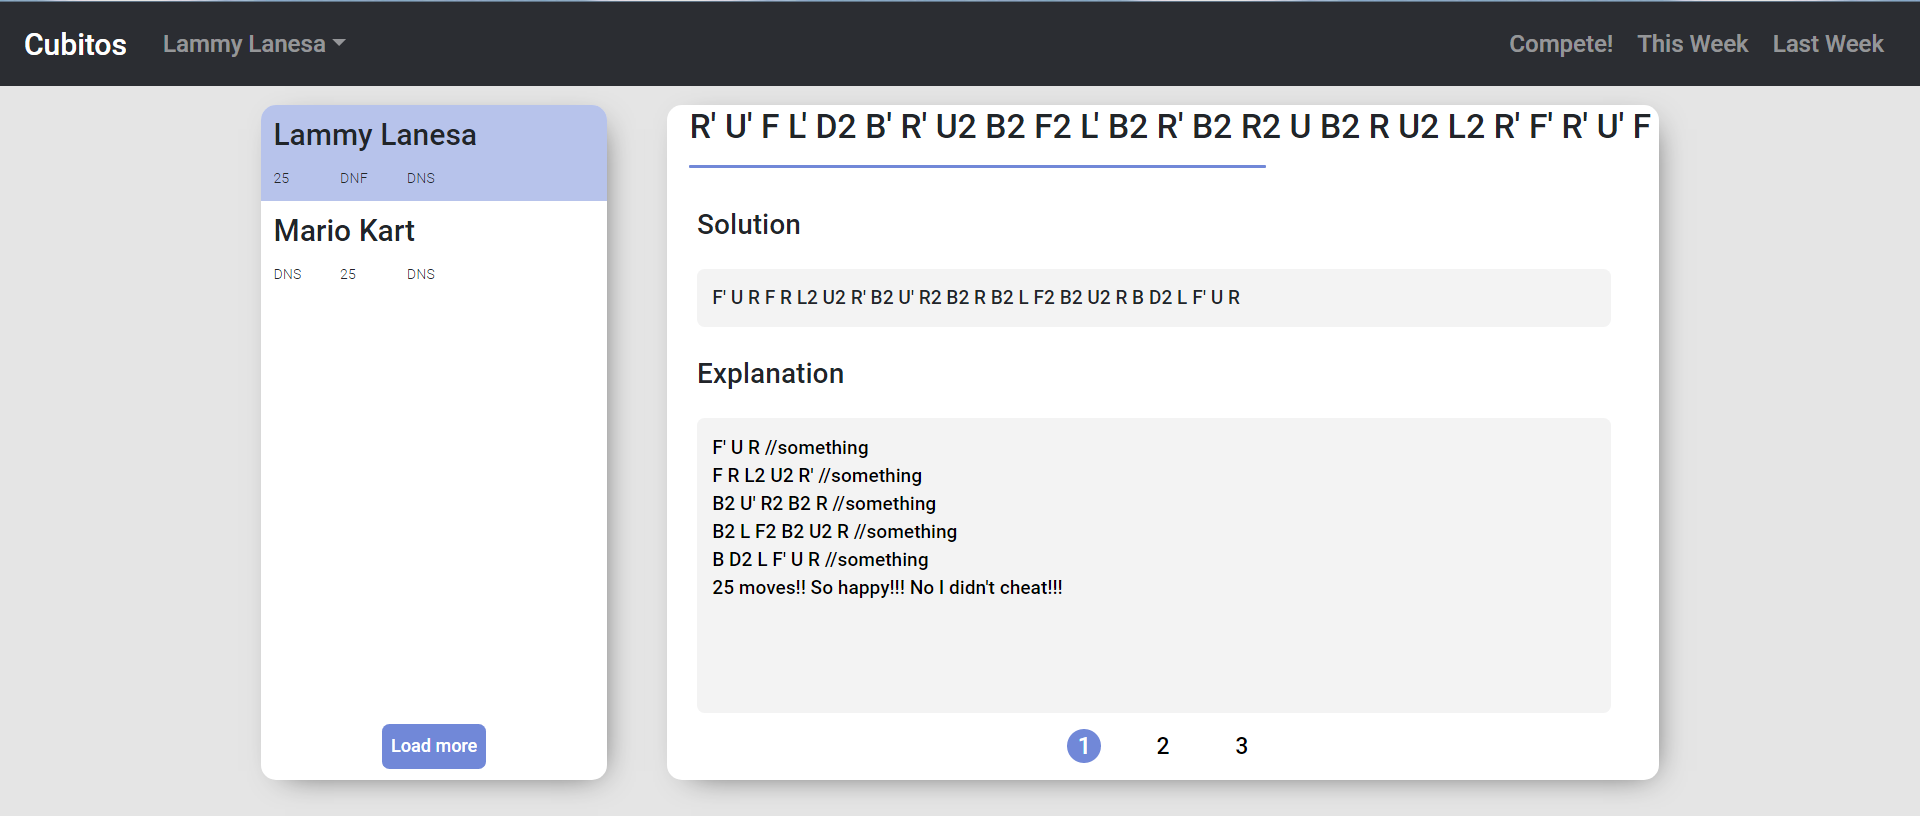 Cubitos Lammy Lanesa Compete! This Week Last Week
Lammy Lanesa
25 DNF DNS
Mario Kart
DNS 25 DNS
Load more
R' U' F L' D2 B' R' U2 B2 F2 L' B2 R' B2 R2 U B2 R U2 L2 R' F' R' U' F
Solution
F' U R F R L2 U2 R' B2 U' R2 B2 R B2 L F2 B2 U2 R B D2 L F' U R
Explanation
F' U R //something
F R L2 U2 R' //something
B2 U' R2 B2 R //something
B2 L F2 B2 U2 R //something
B D2 L F' U R //something
25 moves!! So happy!!! No I didn't cheat!!!
1 2 3